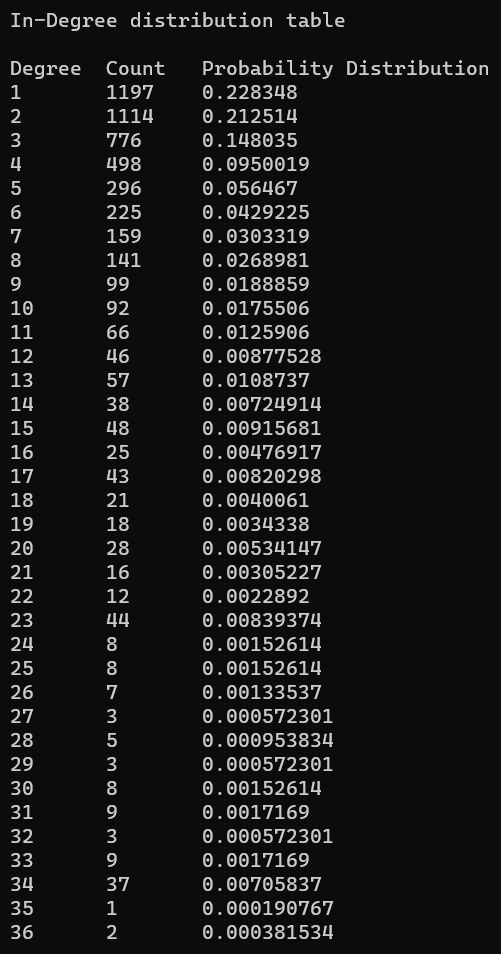 In-Degree distribution table
Degree Count Probability Distribution
1 1197 0.228348
2 1114 0.212514
3 776 0.148035
4 498 0.0950019
5 296 0.056467
6 225 0.0429225
7 159 0.0303319
8 141 0.0268981
9 99 0.0188859
10 92 0.0175506
11 66 0.0125906
12 46 0.00877528
13 57 0.0108737
14 38 0.00724914
15 48 0.00915681
16 25 0.00476917
17 43 0.00820298
18 21 0.0040061
19 18 0.0034338
20 28 0.00534147
21 16 0.00305227
22 12 0.0022892
23 44 0.00839374
24 8 0.00152614
25 8 0.00152614
26 7 0.00133537
27 3 0.000572301
28 5 0.000953834
29 3 0.000572301
30 8 0.00152614
31 9 0.0017169
32 3 0.000572301
33 9 0.0017169
34 37 0.00705837
35 1 0.000190767
36 2 0.000381534